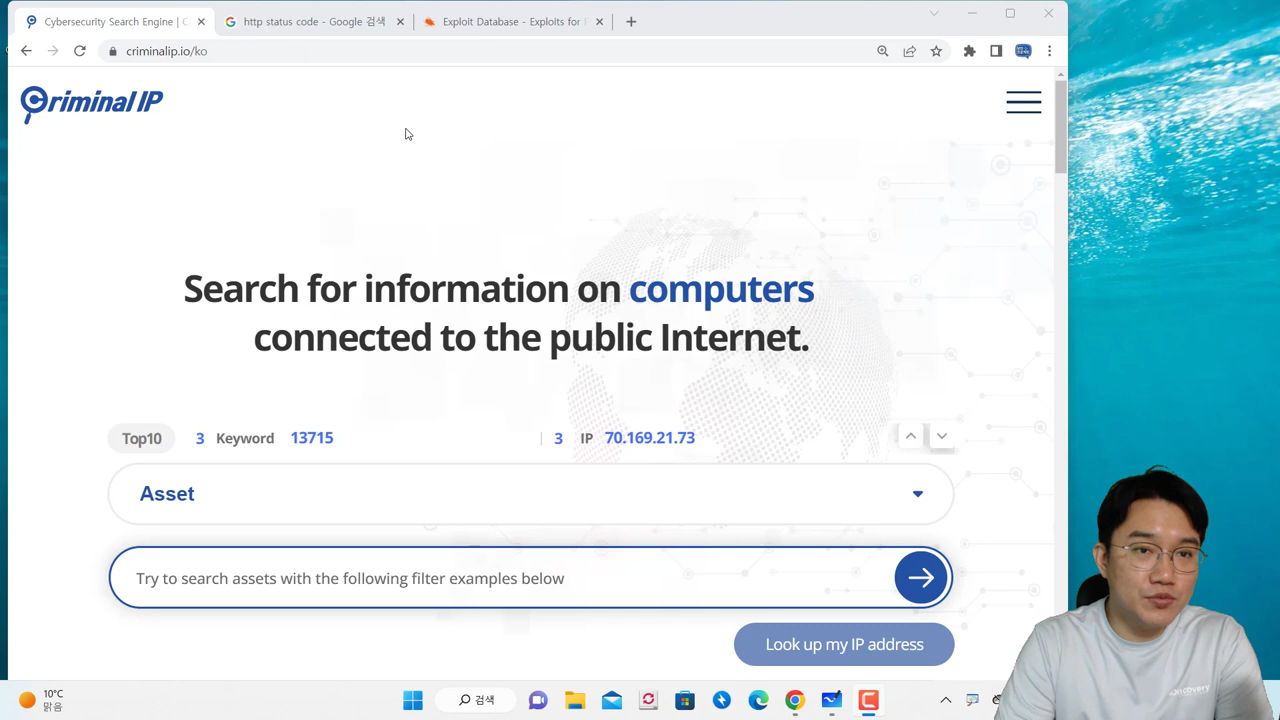 Cybersecurity Search Engine | C
http status code - Google 검색
Exploit Database - Exploits for
criminalip.io/ko
Criminal IP
Search for information on computers
connected to the public Internet.
Top10 3 Keyword 13715 3 IP 70.169.21.73
Asset
Try to search assets with the following filter examples below
Look up my IP address
10°C
맑음
검색
Discovery